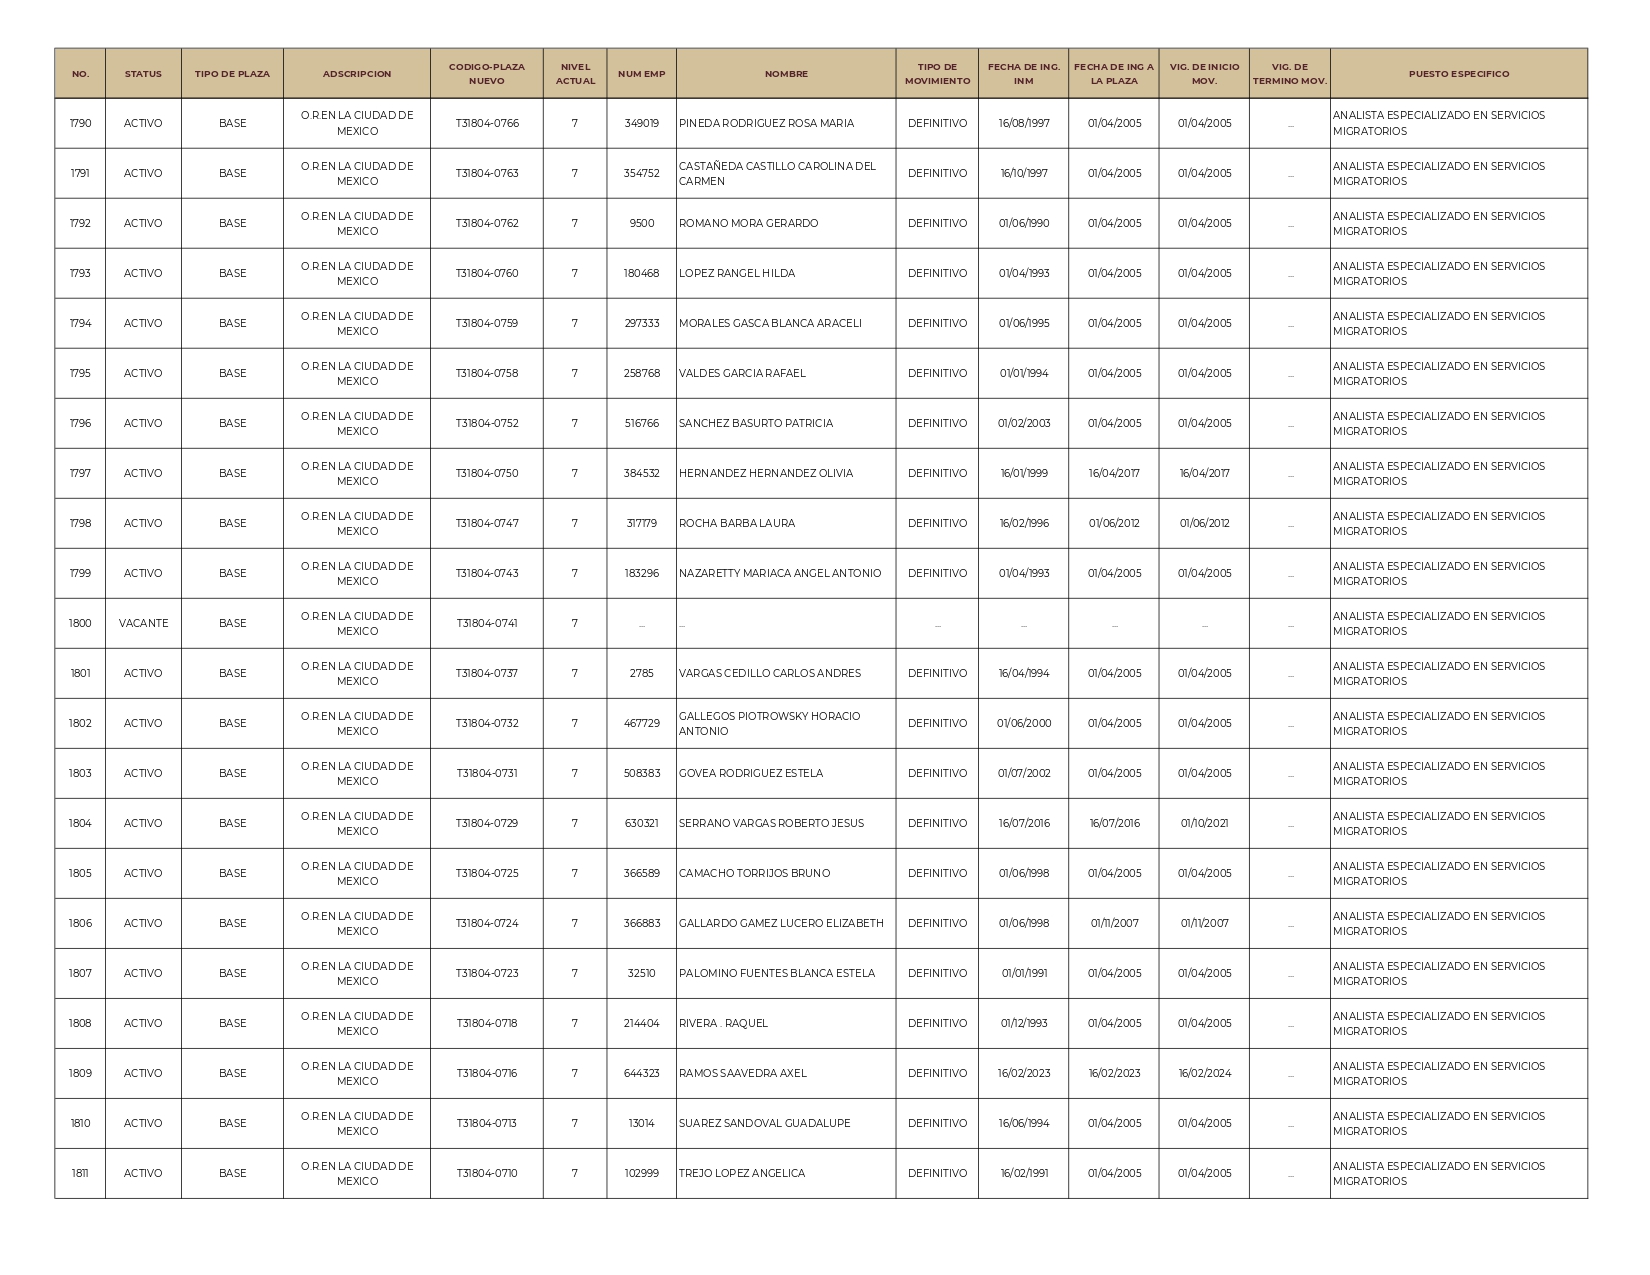 NO. STATUS TIPO DE PLAZA ADSCRIPCION CODIGO-PLAZA NUEVO NIVEL ACTUAL NUM EMP NOMBRE TIPO DE MOVIMIENTO FECHA DE ING. INM FECHA DE ING A LA PLAZA VIG. DE INICIO MOV. VIG. DE TERMINO MOV. PUESTO ESPECIFICO
1790 ACTIVO BASE O.R.EN LA CIUDAD DE MEXICO T31804-0766 7 349019 PINEDA RODRIGUEZ ROSA MARIA DEFINITIVO 16/08/1997 01/04/2005 01/04/2005 ... ANALISTA ESPECIALIZADO EN SERVICIOS MIGRATORIOS
1791 ACTIVO BASE O.R.EN LA CIUDAD DE MEXICO T31804-0763 7 354752 CASTAÑEDA CASTILLO CAROLINA DEL CARMEN DEFINITIVO 16/10/1997 01/04/2005 01/04/2005 ... ANALISTA ESPECIALIZADO EN SERVICIOS MIGRATORIOS
1792 ACTIVO BASE O.R.EN LA CIUDAD DE MEXICO T31804-0762 7 9500 ROMANO MORA GERARDO DEFINITIVO 01/06/1990 01/04/2005 01/04/2005 ... ANALISTA ESPECIALIZADO EN SERVICIOS MIGRATORIOS
1793 ACTIVO BASE O.R.EN LA CIUDAD DE MEXICO T31804-0760 7 180468 LOPEZ RANGEL HILDA DEFINITIVO 01/04/1993 01/04/2005 01/04/2005 ... ANALISTA ESPECIALIZADO EN SERVICIOS MIGRATORIOS
1794 ACTIVO BASE O.R.EN LA CIUDAD DE MEXICO T31804-0759 7 297333 MORALES GASCA BLANCA ARACELI DEFINITIVO 01/06/1995 01/04/2005 01/04/2005 ... ANALISTA ESPECIALIZADO EN SERVICIOS MIGRATORIOS
1795 ACTIVO BASE O.R.EN LA CIUDAD DE MEXICO T31804-0758 7 258768 VALDES GARCIA RAFAEL DEFINITIVO 01/01/1994 01/04/2005 01/04/2005 ... ANALISTA ESPECIALIZADO EN SERVICIOS MIGRATORIOS
1796 ACTIVO BASE O.R.EN LA CIUDAD DE MEXICO T31804-0752 7 516766 SANCHEZ BASURTO PATRICIA DEFINITIVO 01/02/2003 01/04/2005 01/04/2005 ... ANALISTA ESPECIALIZADO EN SERVICIOS MIGRATORIOS
1797 ACTIVO BASE O.R.EN LA CIUDAD DE MEXICO T31804-0750 7 384532 HERNANDEZ HERNANDEZ OLIVIA DEFINITIVO 16/01/1999 16/04/2017 16/04/2017 ... ANALISTA ESPECIALIZADO EN SERVICIOS MIGRATORIOS
1798 ACTIVO BASE O.R.EN LA CIUDAD DE MEXICO T31804-0747 7 317179 ROCHA BARBA LAURA DEFINITIVO 16/02/1996 01/06/2012 01/06/2012 ... ANALISTA ESPECIALIZADO EN SERVICIOS MIGRATORIOS
1799 ACTIVO BASE O.R.EN LA CIUDAD DE MEXICO T31804-0743 7 183296 NAZARETTY MARIACA ANGEL ANTONIO DEFINITIVO 01/04/1993 01/04/2005 01/04/2005 ... ANALISTA ESPECIALIZADO EN SERVICIOS MIGRATORIOS
1800 VACANTE BASE O.R.EN LA CIUDAD DE MEXICO T31804-0741 7 ... ... ... ... ... ... ... ANALISTA ESPECIALIZADO EN SERVICIOS MIGRATORIOS
1801 ACTIVO BASE O.R.EN LA CIUDAD DE MEXICO T31804-0737 7 2785 VARGAS CEDILLO CARLOS ANDRES DEFINITIVO 16/04/1994 01/04/2005 01/04/2005 ... ANALISTA ESPECIALIZADO EN SERVICIOS MIGRATORIOS
1802 ACTIVO BASE O.R.EN LA CIUDAD DE MEXICO T31804-0732 7 467729 GALLEGOS PIOTROWSKY HORACIO ANTONIO DEFINITIVO 01/06/2000 01/04/2005 01/04/2005 ... ANALISTA ESPECIALIZADO EN SERVICIOS MIGRATORIOS
1803 ACTIVO BASE O.R.EN LA CIUDAD DE MEXICO T31804-0731 7 508383 GOVEA RODRIGUEZ ESTELA DEFINITIVO 01/07/2002 01/04/2005 01/04/2005 ... ANALISTA ESPECIALIZADO EN SERVICIOS MIGRATORIOS
1804 ACTIVO BASE O.R.EN LA CIUDAD DE MEXICO T31804-0729 7 630321 SERRANO VARGAS ROBERTO JESUS DEFINITIVO 16/07/2016 16/07/2016 01/10/2021 ... ANALISTA ESPECIALIZADO EN SERVICIOS MIGRATORIOS
1805 ACTIVO BASE O.R.EN LA CIUDAD DE MEXICO T31804-0725 7 366589 CAMACHO TORRIJOS BRUNO DEFINITIVO 01/06/1998 01/04/2005 01/04/2005 ... ANALISTA ESPECIALIZADO EN SERVICIOS MIGRATORIOS
1806 ACTIVO BASE O.R.EN LA CIUDAD DE MEXICO T31804-0724 7 366883 GALLARDO GAMEZ LUCERO ELIZABETH DEFINITIVO 01/06/1998 01/11/2007 01/11/2007 ... ANALISTA ESPECIALIZADO EN SERVICIOS MIGRATORIOS
1807 ACTIVO BASE O.R.EN LA CIUDAD DE MEXICO T31804-0723 7 32510 PALOMINO FUENTES BLANCA ESTELA DEFINITIVO 01/01/1991 01/04/2005 01/04/2005 ... ANALISTA ESPECIALIZADO EN SERVICIOS MIGRATORIOS
1808 ACTIVO BASE O.R.EN LA CIUDAD DE MEXICO T31804-0718 7 214404 RIVERA . RAQUEL DEFINITIVO 01/12/1993 01/04/2005 01/04/2005 ... ANALISTA ESPECIALIZADO EN SERVICIOS MIGRATORIOS
1809 ACTIVO BASE O.R.EN LA CIUDAD DE MEXICO T31804-0716 7 644323 RAMOS SAAVEDRA AXEL DEFINITIVO 16/02/2023 16/02/2023 16/02/2024 ... ANALISTA ESPECIALIZADO EN SERVICIOS MIGRATORIOS
1810 ACTIVO BASE O.R.EN LA CIUDAD DE MEXICO T31804-0713 7 13014 SUAREZ SANDOVAL GUADALUPE DEFINITIVO 16/06/1994 01/04/2005 01/04/2005 ... ANALISTA ESPECIALIZADO EN SERVICIOS MIGRATORIOS
1811 ACTIVO BASE O.R.EN LA CIUDAD DE MEXICO T31804-0710 7 102999 TREJO LOPEZ ANGELICA DEFINITIVO 16/02/1991 01/04/2005 01/04/2005 ... ANALISTA ESPECIALIZADO EN SERVICIOS MIGRATORIOS